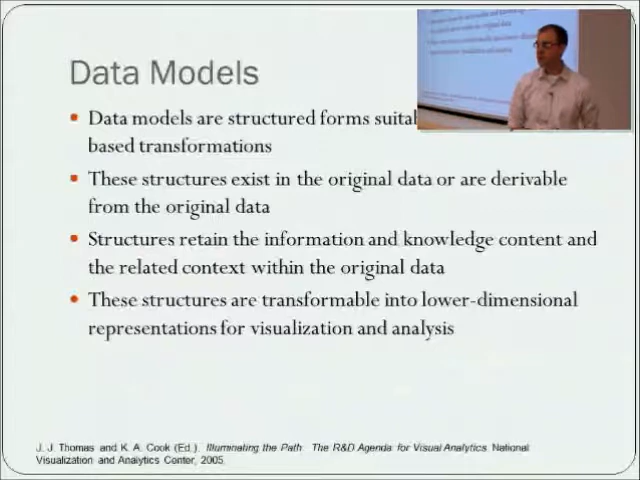 Data Models
Data models are structured forms
based transformations
These structures exist in the original data or are derivable
from the original data
Structures retain the information and knowledge content and
the related context within the original data
These structures are transformable into lower-dimensional
representations for visualization and analysis
J. J. Thomas and K. A. Cook (Ed.). Illuminating the Path The R&D Agenda for Visual Analytics National
Visualization and Analytics Center, 2005.